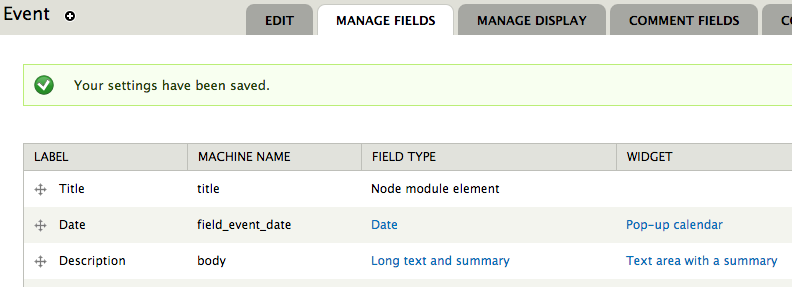 Event
EDIT MANAGE FIELDS MANAGE DISPLAY COMMENT FIELDS
Your settings have been saved.
LABEL MACHINE NAME FIELD TYPE WIDGET
Title title Node module element
Date field_event_date Date Pop-up calendar
Description body Long text and summary Text area with a summary